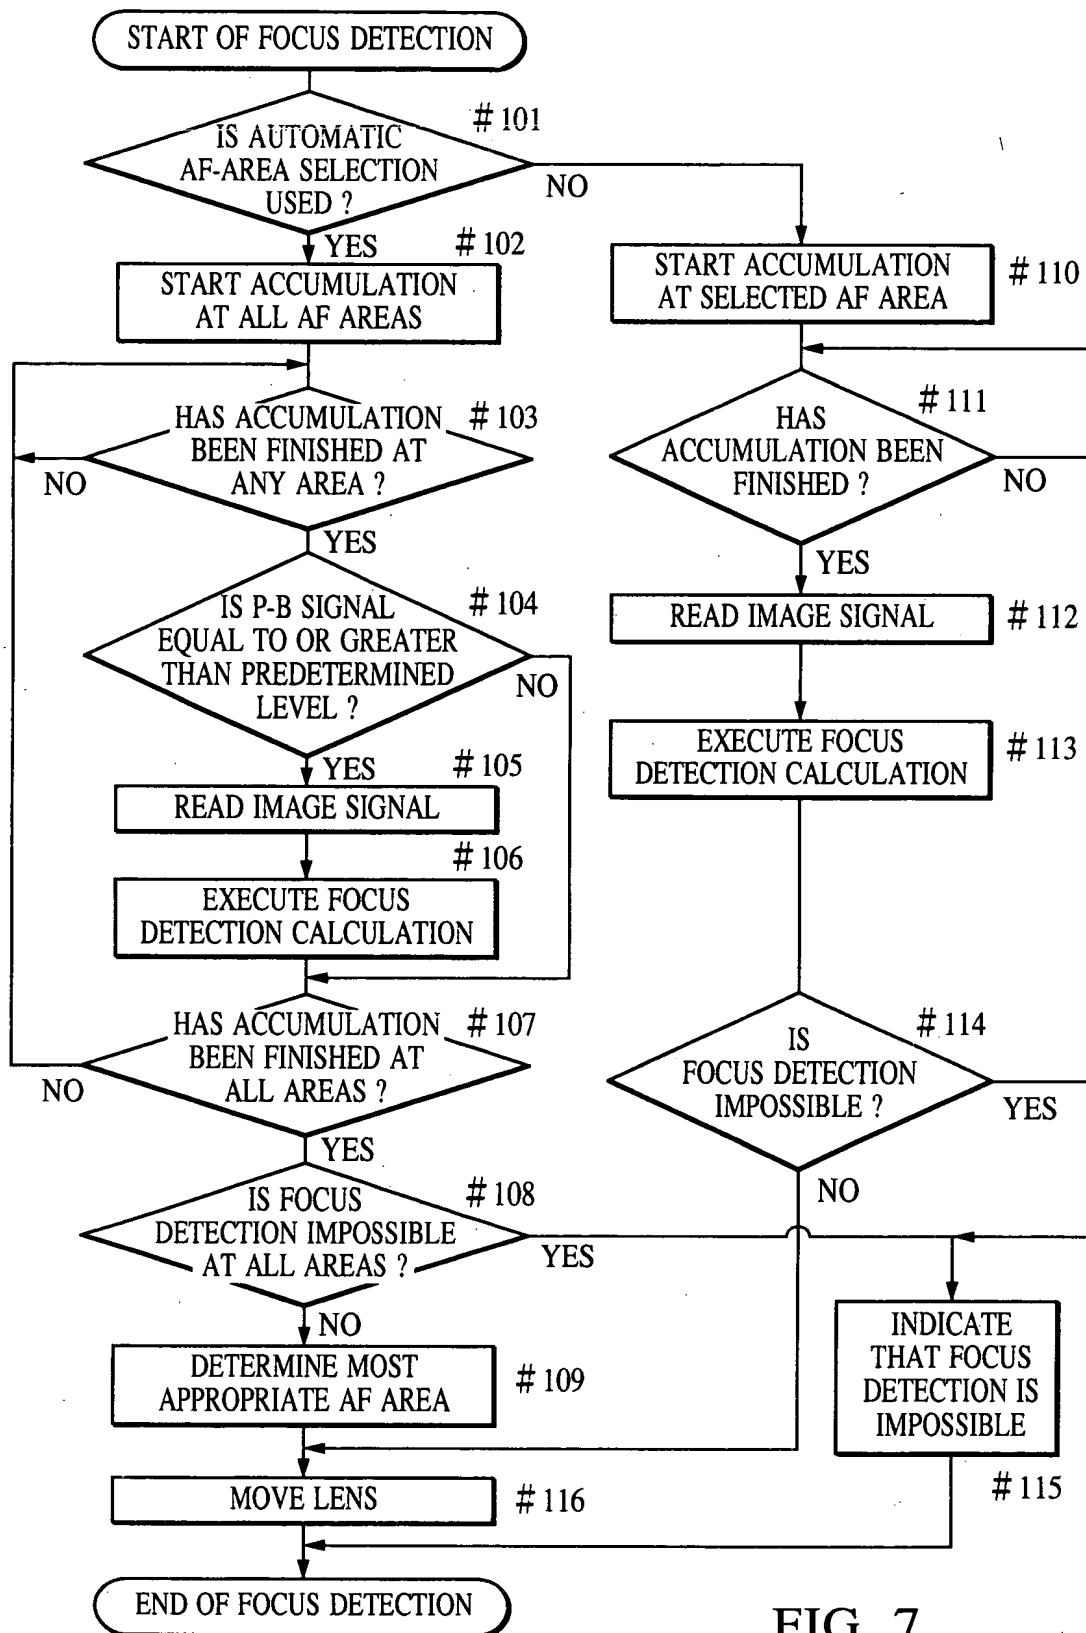 START OF FOCUS DETECTION
# 101
IS AUTOMATIC
AF-AREA SELECTION
USED ?
NO
YES
# 102
START ACCUMULATION
AT ALL AF AREAS
# 103
HAS ACCUMULATION
BEEN FINISHED AT
ANY AREA ?
NO
YES
# 104
IS P-B SIGNAL
EQUAL TO OR GREATER
THAN PREDETERMINED
LEVEL ?
NO
YES
# 105
READ IMAGE SIGNAL
# 106
EXECUTE FOCUS
DETECTION CALCULATION
# 107
HAS ACCUMULATION
BEEN FINISHED AT
ALL AREAS ?
NO
YES
# 108
IS FOCUS
DETECTION IMPOSSIBLE
AT ALL AREAS ?
YES
NO
DETERMINE MOST
APPROPRIATE AF AREA
# 109
MOVE LENS
# 116
END OF FOCUS DETECTION
START ACCUMULATION
AT SELECTED AF AREA
# 110
# 111
HAS
ACCUMULATION BEEN
FINISHED ?
NO
YES
READ IMAGE SIGNAL
# 112
EXECUTE FOCUS
DETECTION CALCULATION
# 113
# 114
IS
FOCUS DETECTION
IMPOSSIBLE ?
YES
NO
INDICATE
THAT FOCUS
DETECTION IS
IMPOSSIBLE
# 115
FIG. 7